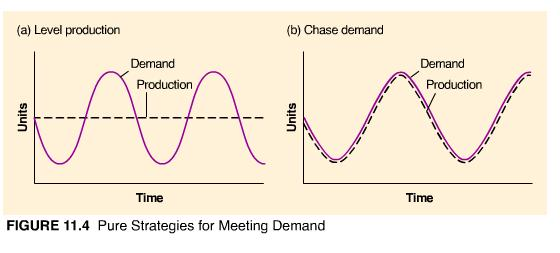 (a) Level production
Demand
Production
Units
Time
(b) Chase demand
Demand
Production
Units
Time
FIGURE 11.4 Pure Strategies for Meeting Demand